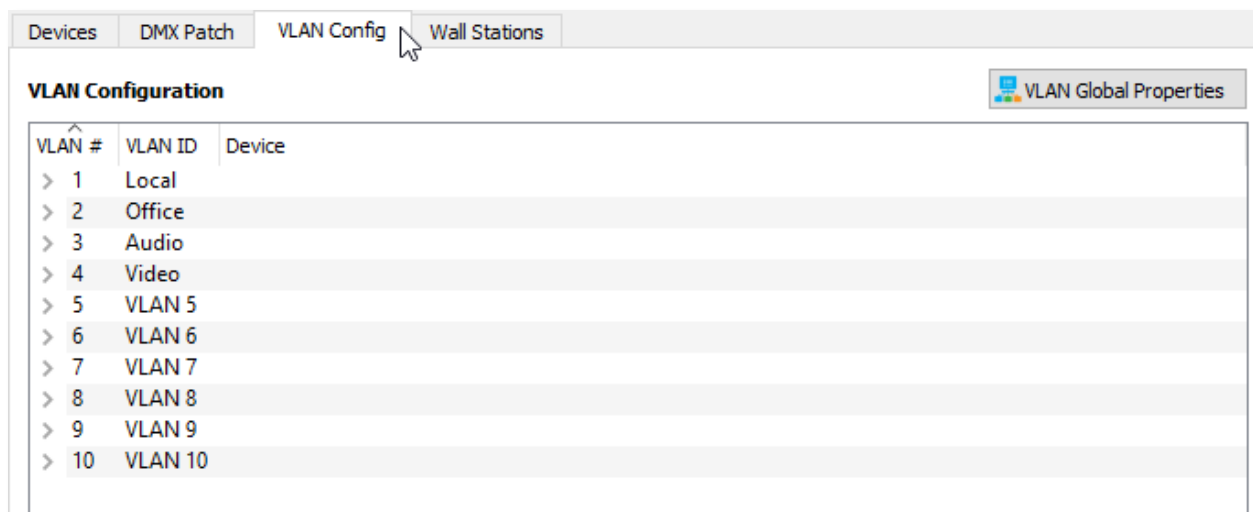 Devices DMX Patch VLAN Config Wall Stations
VLAN Configuration VLAN Global Properties
VLAN # VLAN ID Device
1 Local
2 Office
3 Audio
4 Video
5 VLAN 5
6 VLAN 6
7 VLAN 7
8 VLAN 8
9 VLAN 9
10 VLAN 10